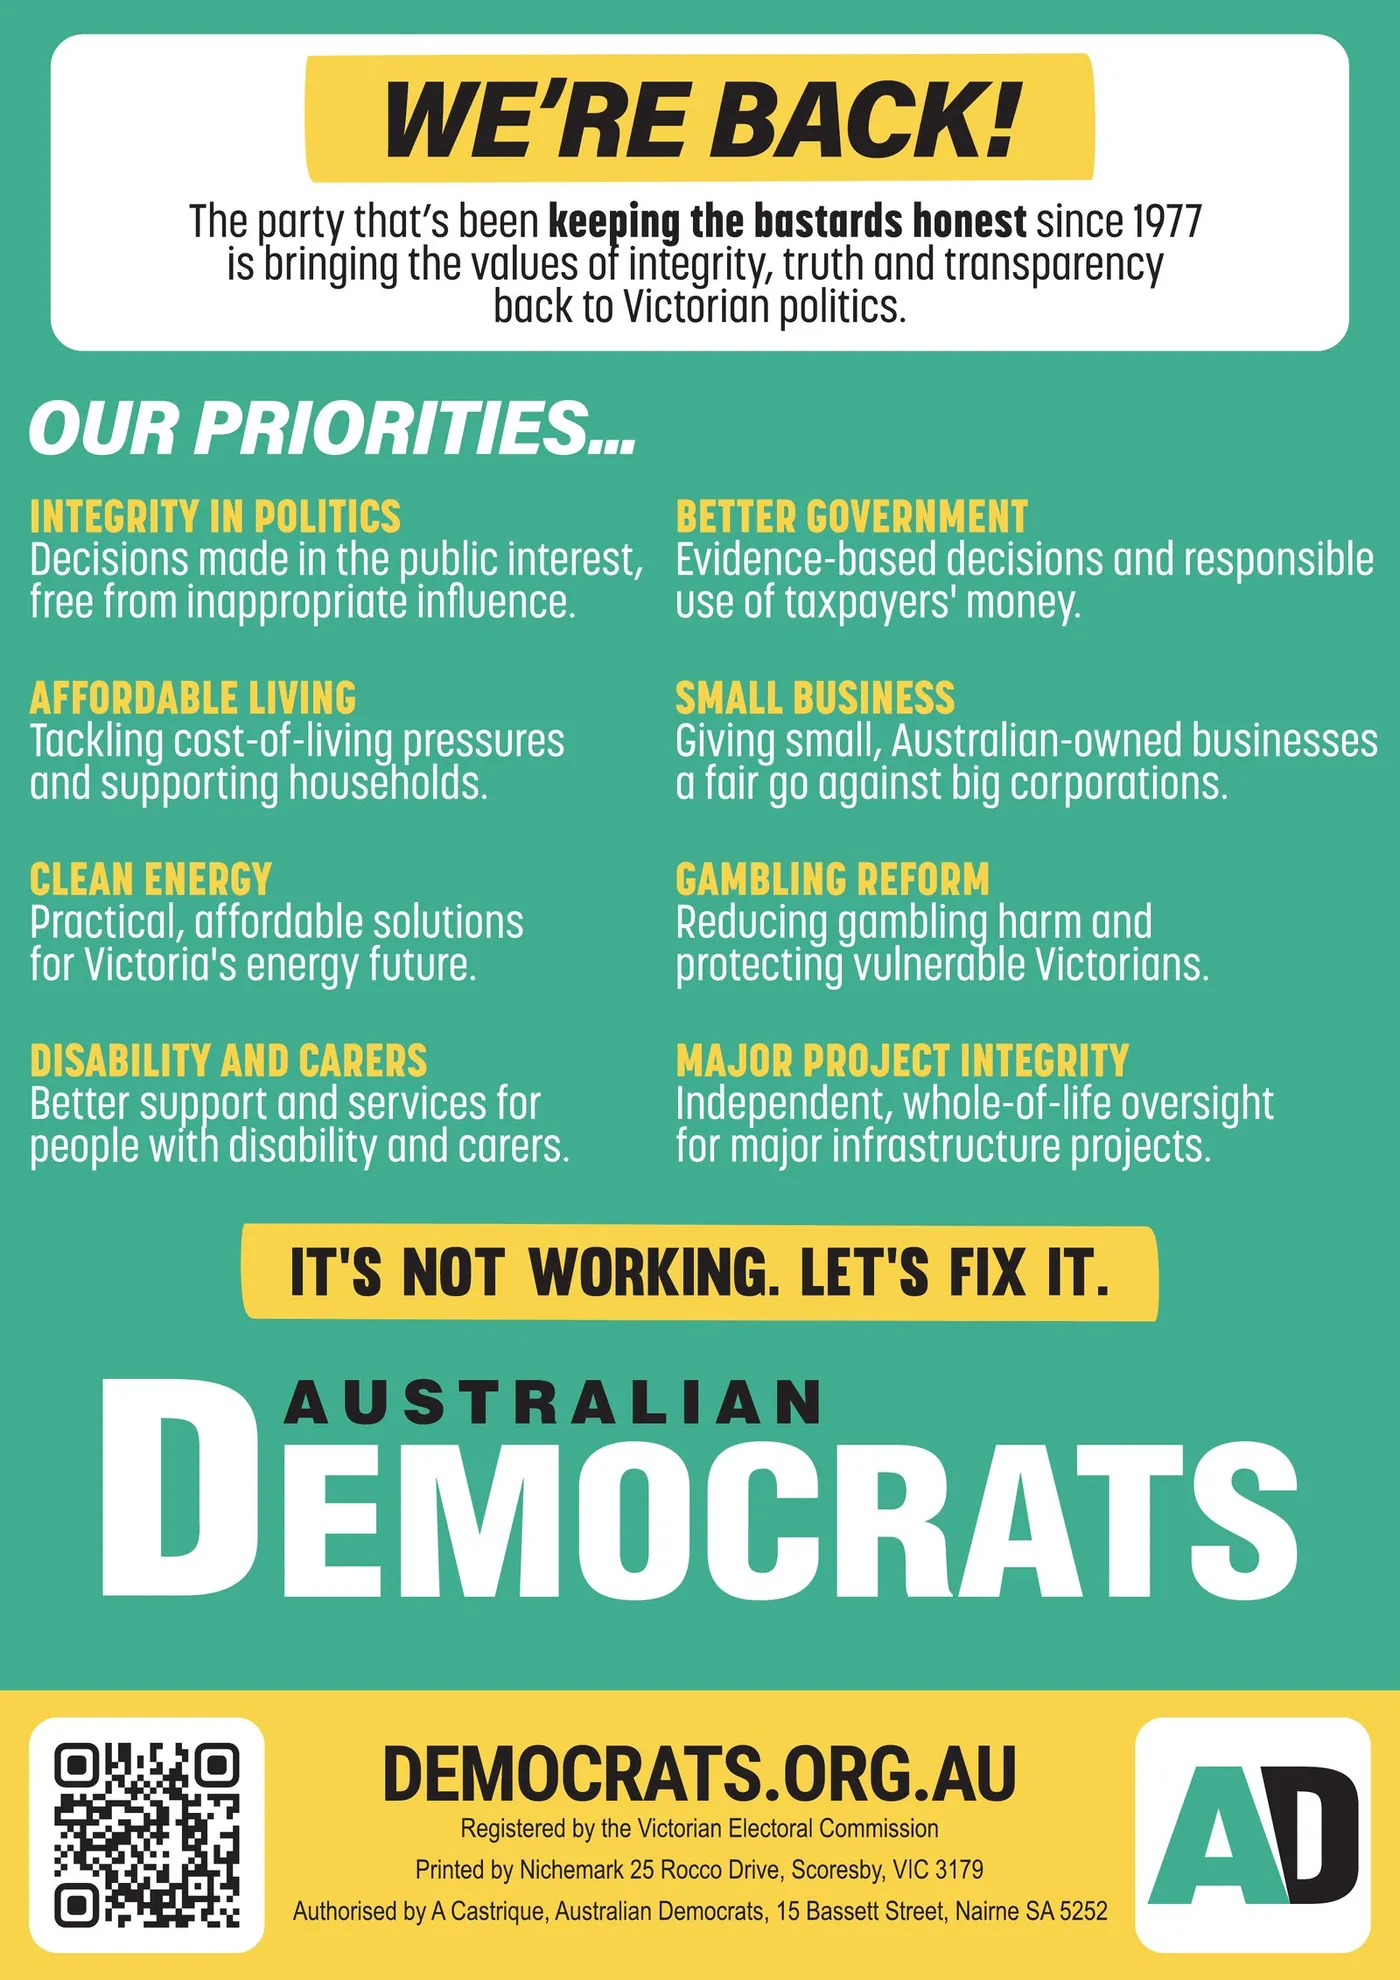 WE'RE BACK!
The party that's been keeping the bastards honest since 1977
is bringing the values of integrity, truth and transparency
back to Victorian politics.
OUR PRIORITIES...
INTEGRITY IN POLITICS
Decisions made in the public interest,
free from inappropriate influence.
BETTER GOVERNMENT
Evidence-based decisions and responsible
use of taxpayers' money.
AFFORDABLE LIVING
Tackling cost-of-living pressures
and supporting households.
SMALL BUSINESS
Giving small, Australian-owned businesses
a fair go against big corporations.
CLEAN ENERGY
Practical, affordable solutions
for Victoria's energy future.
GAMBLING REFORM
Reducing gambling harm and
protecting vulnerable Victorians.
DISABILITY AND CARERS
Better support and services for
people with disability and carers.
MAJOR PROJECT INTEGRITY
Independent, whole-of-life oversight
for major infrastructure projects.
IT'S NOT WORKING. LET'S FIX IT.
AUSTRALIAN
DEMOCRATS
DEMOCRATS.ORG.AU
Registered by the Victorian Electoral Commission
Printed by Nichemark 25 Rocco Drive, Scoresby, VIC 3179
Authorised by A Castrique, Australian Democrats, 15 Bassett Street, Nairne SA 5252
AD